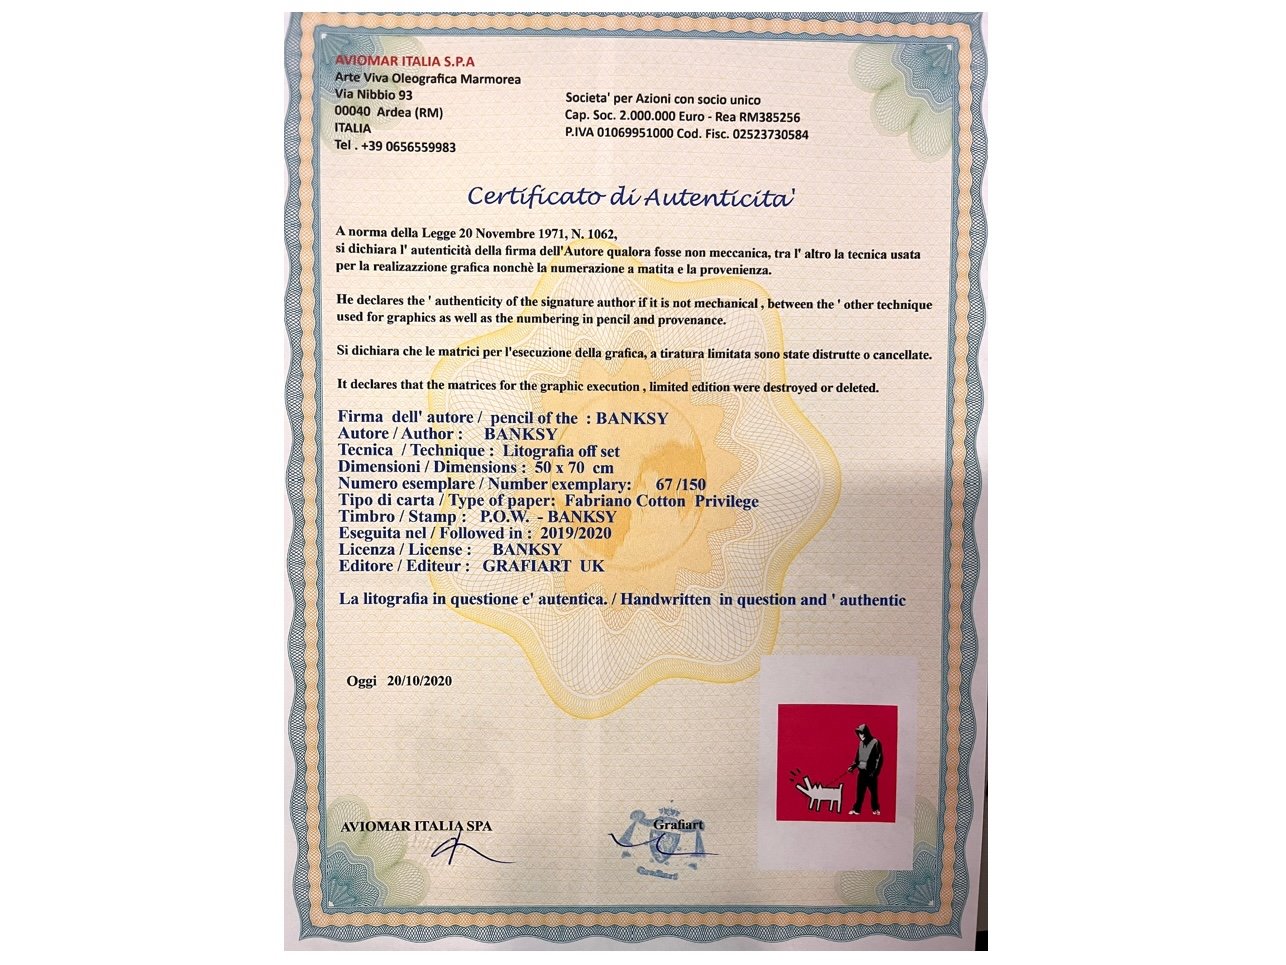 AVIOMAR ITALIA S.P.A
Arte Viva Oleografica Marmorea
Via Nibbio 93
00040 Ardea (RM)
ITALIA
Tel . +39 0656559983
Societa' per Azioni con socio unico
Cap. Soc. 2.000.000 Euro - Rea RM385256
P.IVA 01069951000 Cod. Fisc. 02523730584
Certificato di Autenticita'
A norma della Legge 20 Novembre 1971, N. 1062,
si dichiara l' autenticità della firma dell'Autore qualora fosse non meccanica, tra l' altro la tecnica usata
per la realizazzione grafica nonchè la numerazione a matita e la provenienza.
He declares the ' authenticity of the signature author if it is not mechanical , between the ' other technique
used for graphics as well as the numbering in pencil and provenance.
Si dichiara che le matrici per l'esecuzione della grafica, a tiratura limitata sono state distrutte o cancellate.
It declares that the matrices for the graphic execution , limited edition were destroyed or deleted.
Firma dell' autore / pencil of the : BANKSY
Autore / Author : BANKSY
Tecnica / Technique : Litografia off set
Dimensioni / Dimensions : 50 x 70 cm
Numero esemplare / Number exemplary: 67 /150
Tipo di carta / Type of paper: Fabriano Cotton Privilege
Timbro / Stamp : P.O.W. - BANKSY
Eseguita nel / Followed in : 2019/2020
Licenza / License : BANKSY
Editore / Editeur : GRAFIART UK
La litografia in questione e' autentica. / Handwritten in question and ' authentic
Oggi 20/10/2020
AVIOMAR ITALIA SPA
Grafiart
Grafiart